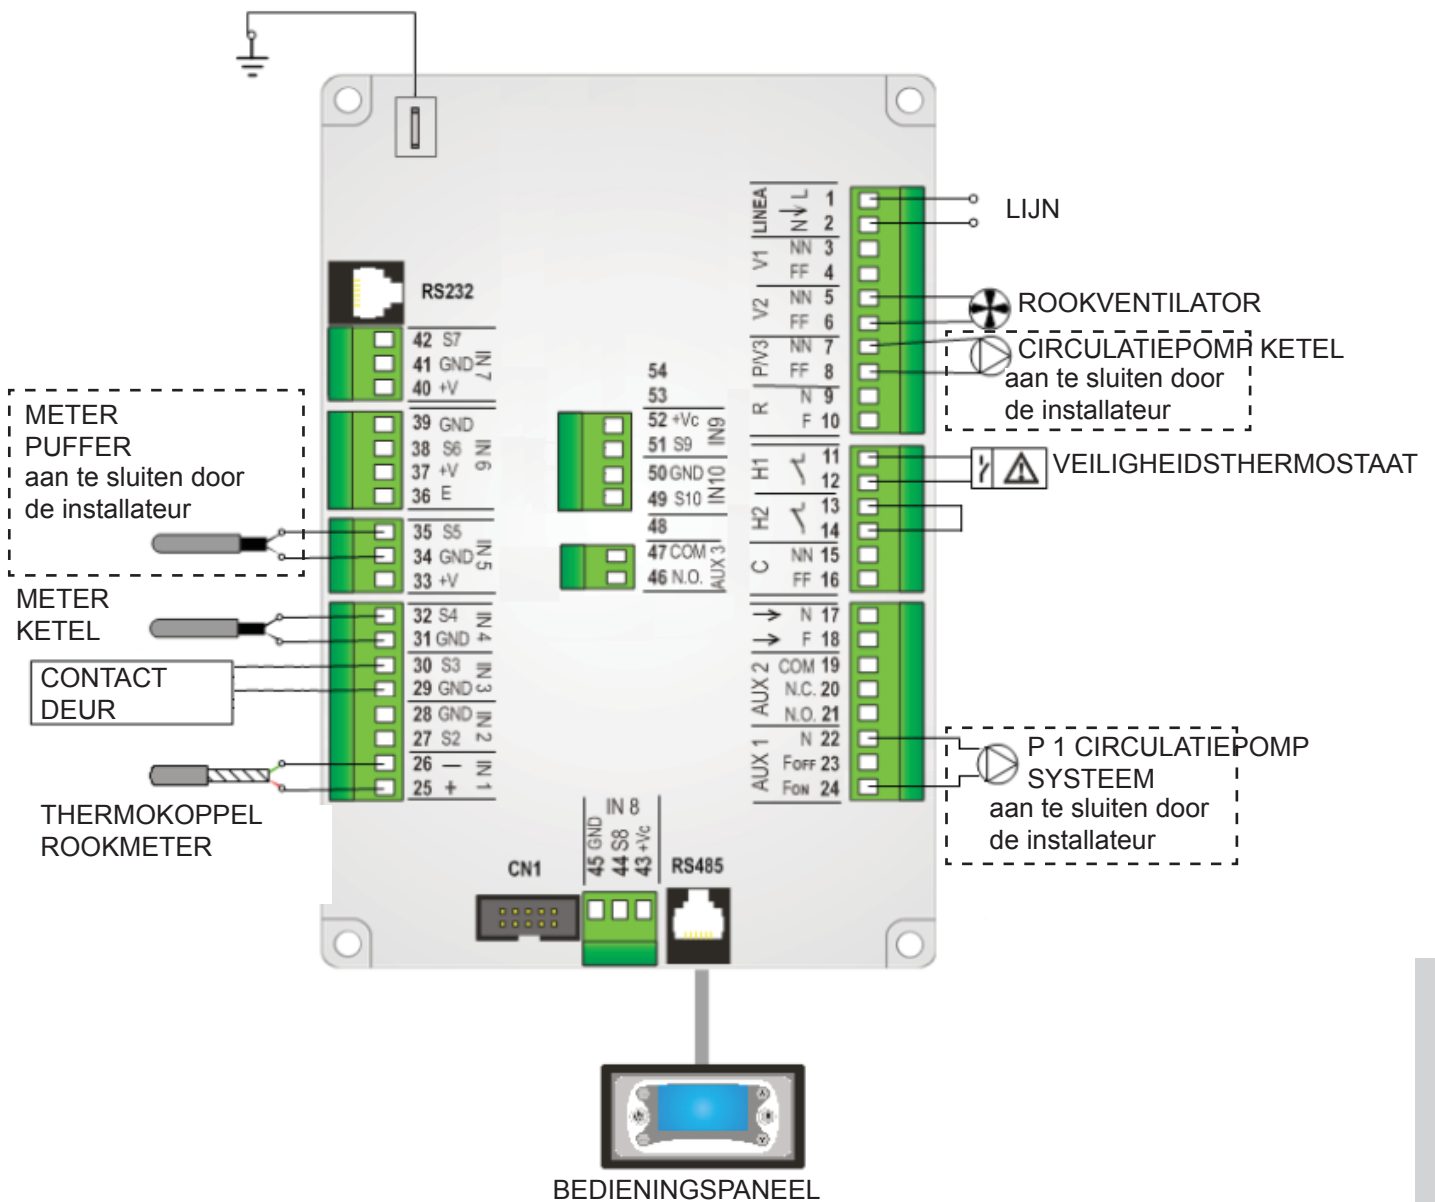 LINEA
L 1
N 2
V1
NN 3
FF 4
V2
NN 5
FF 6
P/V3
NN 7
FF 8
R
N 9
F 10
H1
11
12
H2
13
14
C
NN 15
FF 16
N 17
F 18
AUX 2
COM 19
N.C. 20
N.O. 21
AUX 1
N 22
FOFF 23
FON 24
LIJN
ROOKVENTILATOR
CIRCULATIEPOMP KETEL
aan te sluiten door
de installateur
VEILIGHEIDSTHERMOSTAAT
P 1 CIRCULATIEPOMP
SYSTEEM
aan te sluiten door
de installateur
RS232
42 S7
41 GND
40 +V
IN 7
39 GND
38 S6
37 +V
36 E
IN 6
35 S5
34 GND
33 +V
IN 5
32 S4
31 GND
IN 4
30 S3
29 GND
IN 3
28 GND
27 S2
IN 2
26 —
25 +
IN 1
METER
PUFFER
aan te sluiten door
de installateur
METER
KETEL
CONTACT
DEUR
THERMOKOPPEL
ROOKMETER
54
53
52 +Vc
51 S9
IN9
50 GND
49 S10
IN10
48
47 COM
46 N.O.
AUX 3
IN 8
45 GND
44 S8
43 +Vc
CN1
RS485
BEDIENINGSPANEEL